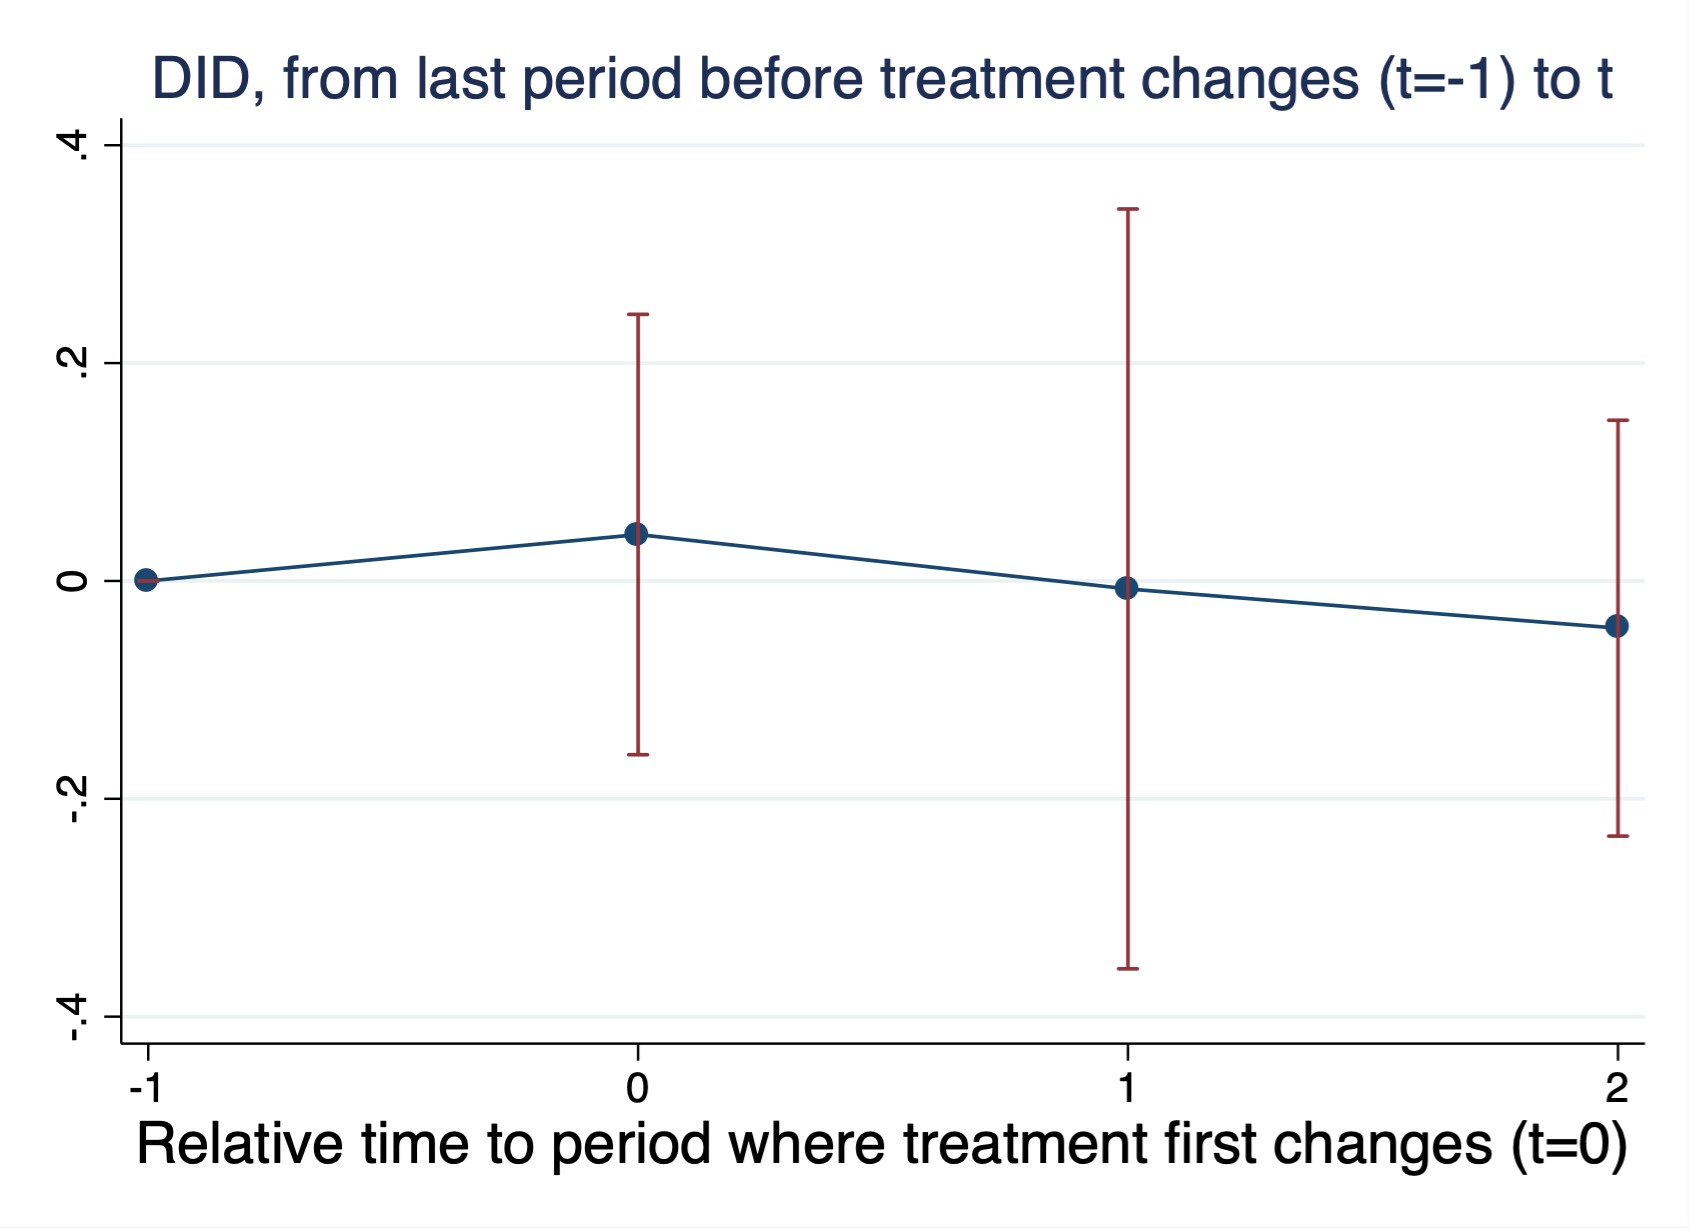 DID, from last period before treatment changes (t=-1) to t
.4
.2
0
-.2
-.4
-1 0 1 2
Relative time to period where treatment first changes (t=0)